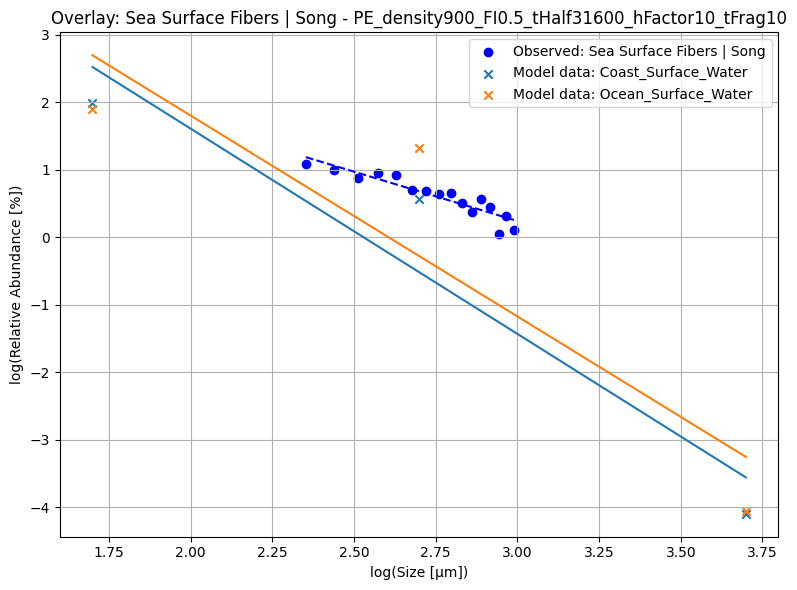 Overlay: Sea Surface Fibers | Song - PE_density900_FI0.5_tHalf31600_hFactor10_tFrag10
Observed: Sea Surface Fibers | Song
Model data: Coast_Surface_Water
Model data: Ocean_Surface_Water
log(Relative Abundance [%])
3
2
1
0
−1
−2
−3
−4
1.75 2.00 2.25 2.50 2.75 3.00 3.25 3.50 3.75
log(Size [μm])